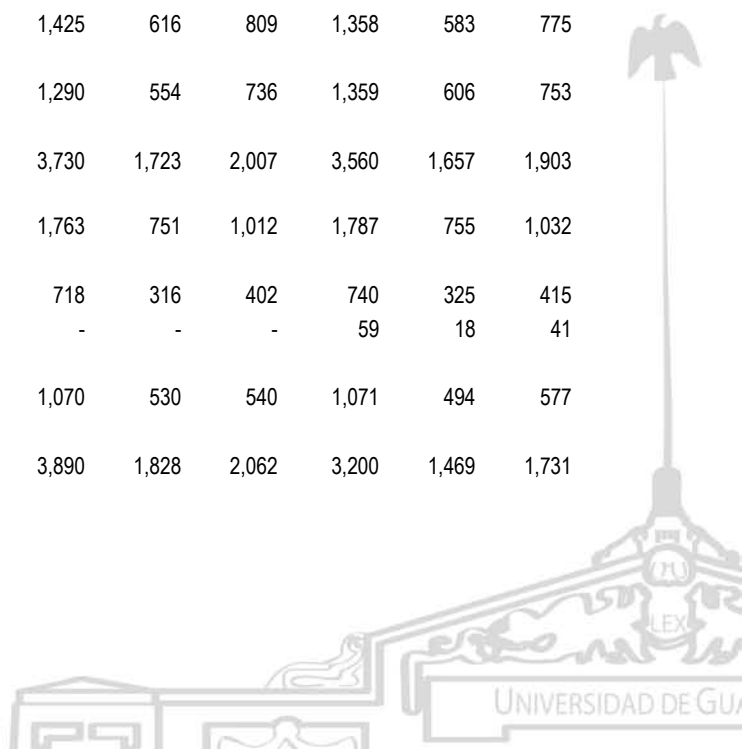 1,425 616 809 1,358 583 775
1,290 554 736 1,359 606 753
3,730 1,723 2,007 3,560 1,657 1,903
1,763 751 1,012 1,787 755 1,032
718 316 402 740 325 415
- - - 59 18 41
1,070 530 540 1,071 494 577
3,890 1,828 2,062 3,200 1,469 1,731
LEX
UNIVERSIDAD DE